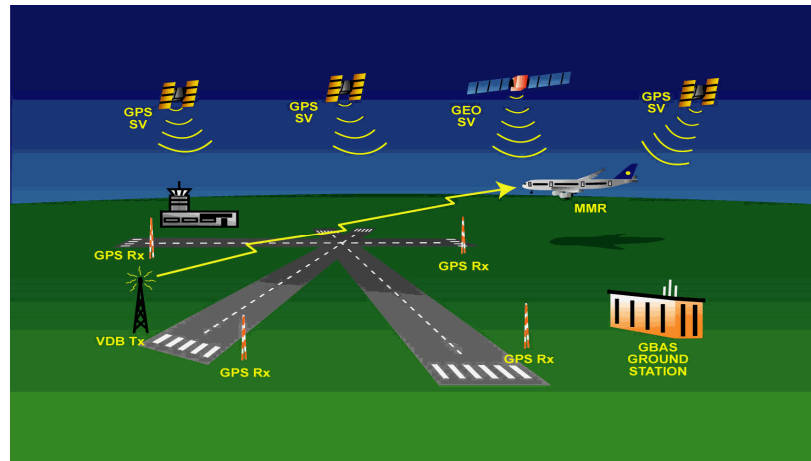 GPS
SV
GPS
SV
GEO
SV
GPS
SV
MMR
GPS Rx
GPS Rx
VDB Tx
GPS Rx
GPS Rx
GBAS
GROUND
STATION